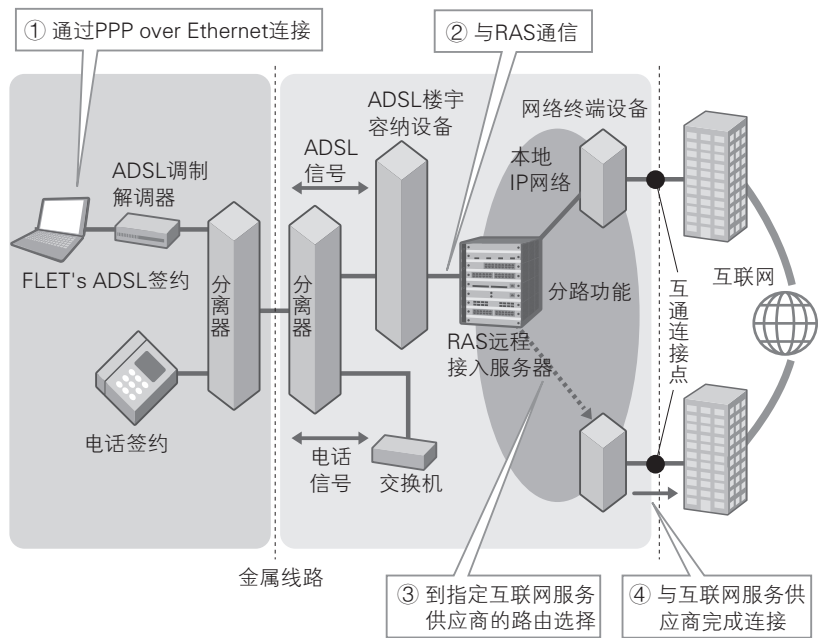 ① 通过PPP over Ethernet连接
② 与RAS通信
ADSL楼宇
容纳设备
网络终端设备
ADSL
信号
本地
IP网络
ADSL调制
解调器
FLET's ADSL签约
分离器
分离器
分路功能
互联网
互通连接点
RAS远程
接入服务器
电话签约
电话
信号
交换机
金属线路
③ 到指定互联网服务
供应商的路由选择
④ 与互联网服务供
应商完成连接